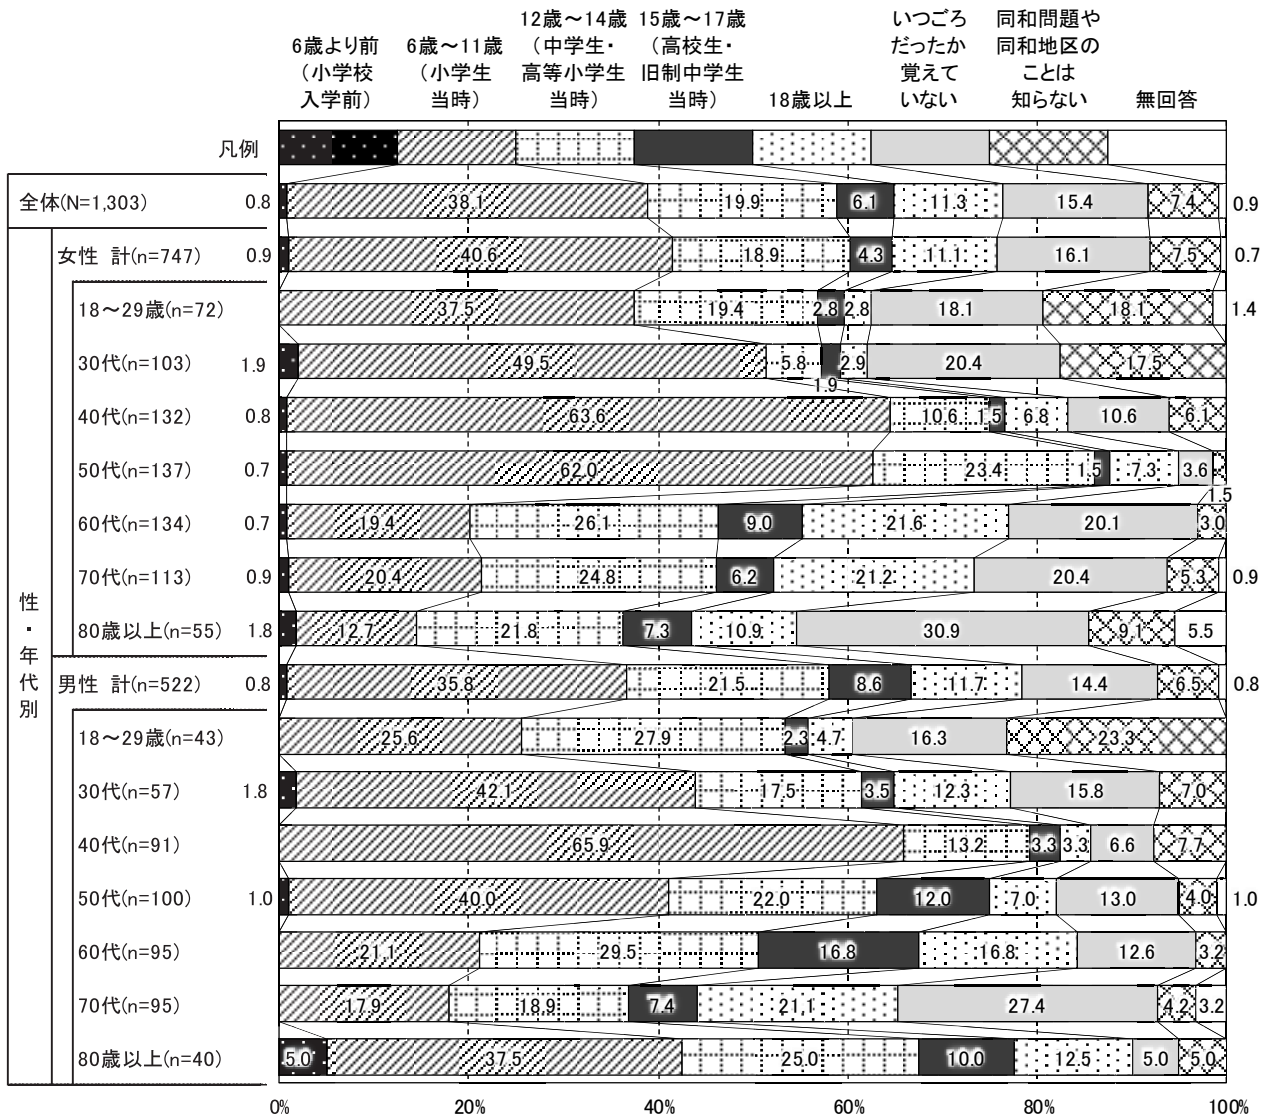 6歳より前
（小学校
入学前）
6歳～11歳
（小学生
当時）
12歳～14歳
（中学生・
高等小学生
当時）
15歳～17歳
（高校生・
旧制中学生
当時）
18歳以上
いつごろ
だったか
覚えて
いない
同和問題や
同和地区の
ことは
知らない
無回答
凡例
全体(N=1,303) 0.8 38.1 19.9 6.1 11.3 15.4 7.4 0.9
性・年代別
女性 計(n=747) 0.9 40.6 18.9 4.3 11.1 16.1 7.5 0.7
18～29歳(n=72) 37.5 19.4 2.8 2.8 18.1 18.1 1.4
30代(n=103) 1.9 49.5 5.8 1.9 2.9 20.4 17.5
40代(n=132) 0.8 63.6 10.6 1.5 6.8 10.6 6.1
50代(n=137) 0.7 62.0 23.4 1.5 7.3 3.6 1.5
60代(n=134) 0.7 19.4 26.1 9.0 21.6 20.1 3.0
70代(n=113) 0.9 20.4 24.8 6.2 21.2 20.4 5.3 0.9
80歳以上(n=55) 1.8 12.7 21.8 7.3 10.9 30.9 9.1 5.5
男性 計(n=522) 0.8 35.8 21.5 8.6 11.7 14.4 6.5 0.8
18～29歳(n=43) 25.6 27.9 2.3 4.7 16.3 23.3
30代(n=57) 1.8 42.1 17.5 3.5 12.3 15.8 7.0
40代(n=91) 65.9 13.2 3.3 3.3 6.6 7.7
50代(n=100) 1.0 40.0 22.0 12.0 7.0 13.0 4.0 1.0
60代(n=95) 21.1 29.5 16.8 16.8 12.6 3.2
70代(n=95) 17.9 18.9 7.4 21.1 27.4 4.2 3.2
80歳以上(n=40) 5.0 37.5 25.0 10.0 12.5 5.0 5.0
0% 20% 40% 60% 80% 100%